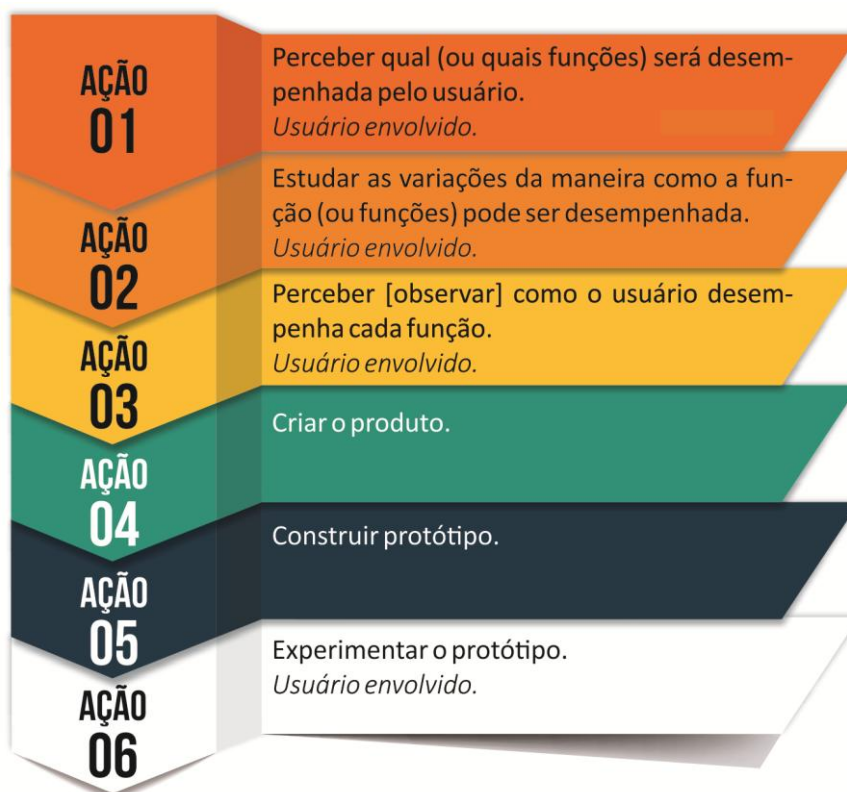 AÇÃO
01
Perceber qual (ou quais funções) será desem-
penhada pelo usuário.
Usuário envolvido.
AÇÃO
02
Estudar as variações da maneira como a fun-
ção (ou funções) pode ser desempenhada.
Usuário envolvido.
AÇÃO
03
Perceber [observar] como o usuário desem-
penha cada função.
Usuário envolvido.
AÇÃO
04
Criar o produto.
AÇÃO
05
Construir protótipo.
AÇÃO
06
Experimentar o protótipo.
Usuário envolvido.